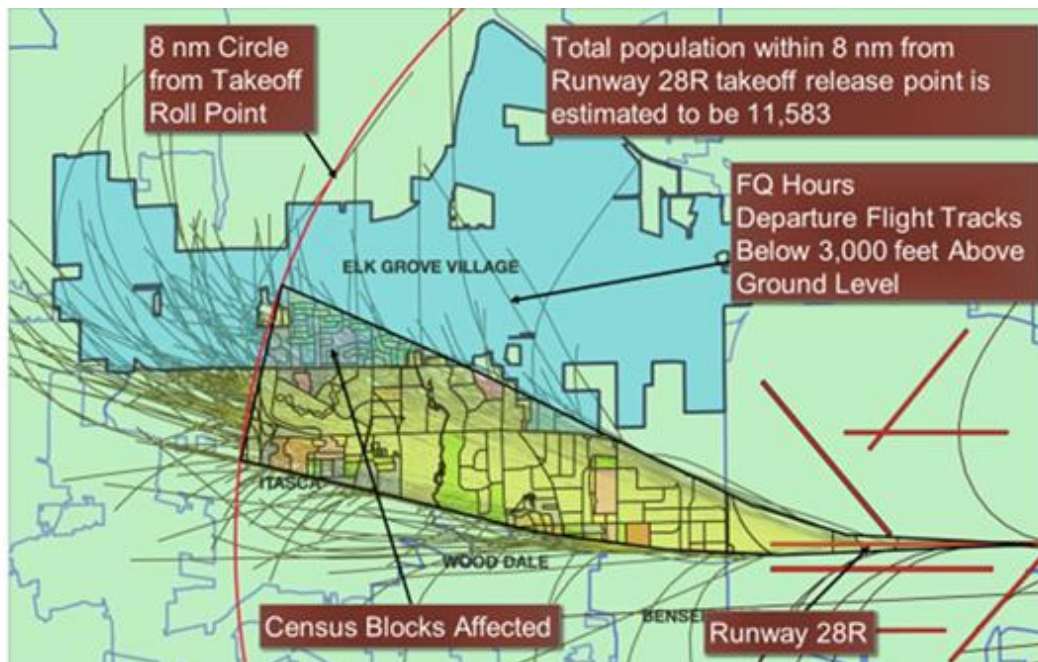 8 nm Circle
from Takeoff
Roll Point
Total population within 8 nm from
Runway 28R takeoff release point is
estimated to be 11,583
FQ Hours
Departure Flight Tracks
Below 3,000 feet Above
Ground Level
ELK GROVE VILLAGE
ITASCA
WOOD DALE
BENSE
Census Blocks Affected
Runway 28R